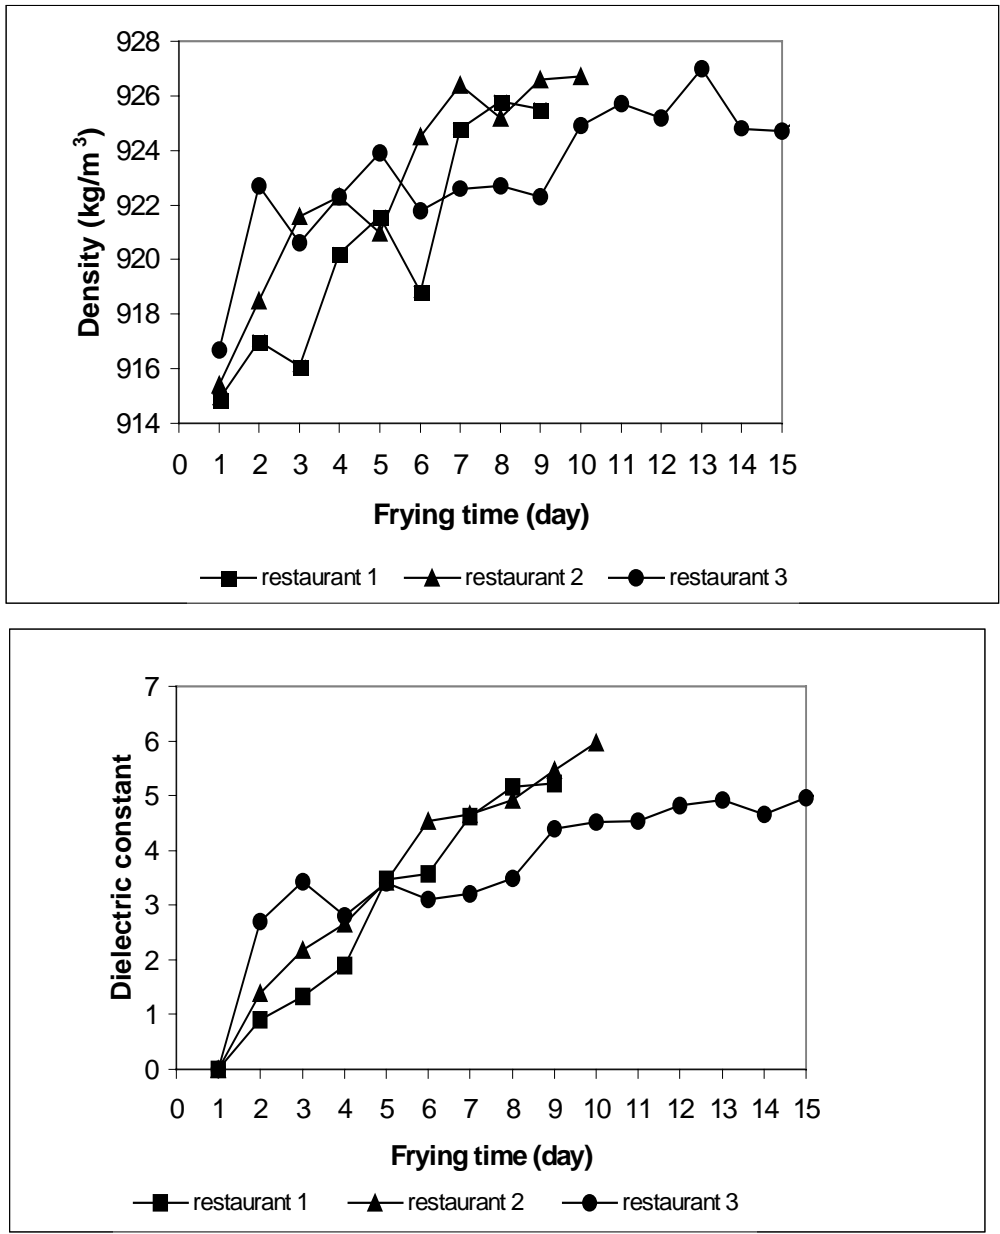 928
926
924
922
920
918
916
914
Density (kg/m³)
0 1 2 3 4 5 6 7 8 9 10 11 12 13 14 15
Frying time (day)
restaurant 1 restaurant 2 restaurant 3
7
6
5
4
3
2
1
0
Dielectric constant
0 1 2 3 4 5 6 7 8 9 10 11 12 13 14 15
Frying time (day)
restaurant 1 restaurant 2 restaurant 3